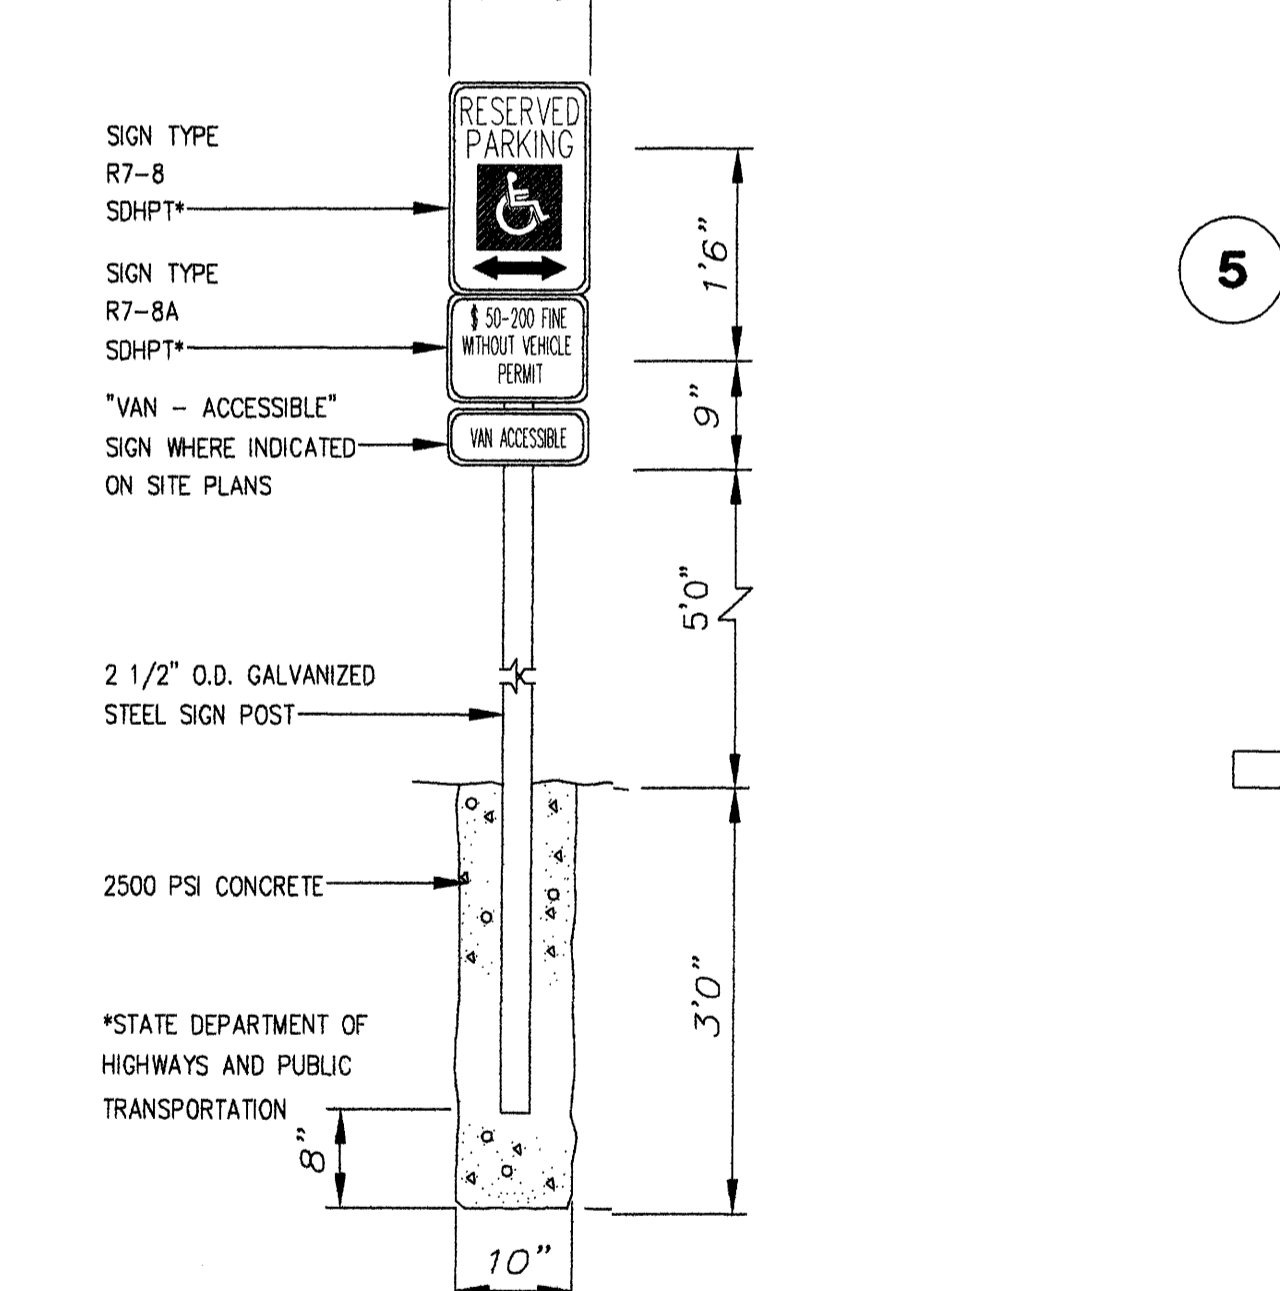 RESERVED
PARKING
SIGN TYPE
R7-8
SDHPT*
SIGN TYPE
R7-8A
SDHPT*
$ 50-200 FINE
WITHOUT VEHICLE
PERMIT
"VAN - ACCESSIBLE"
SIGN WHERE INDICATED
ON SITE PLANS
VAN ACCESSIBLE
1'6"
9"
5'0"
5
2 1/2" O.D. GALVANIZED
STEEL SIGN POST
2500 PSI CONCRETE
3'0"
*STATE DEPARTMENT OF
HIGHWAYS AND PUBLIC
TRANSPORTATION
8"
10"